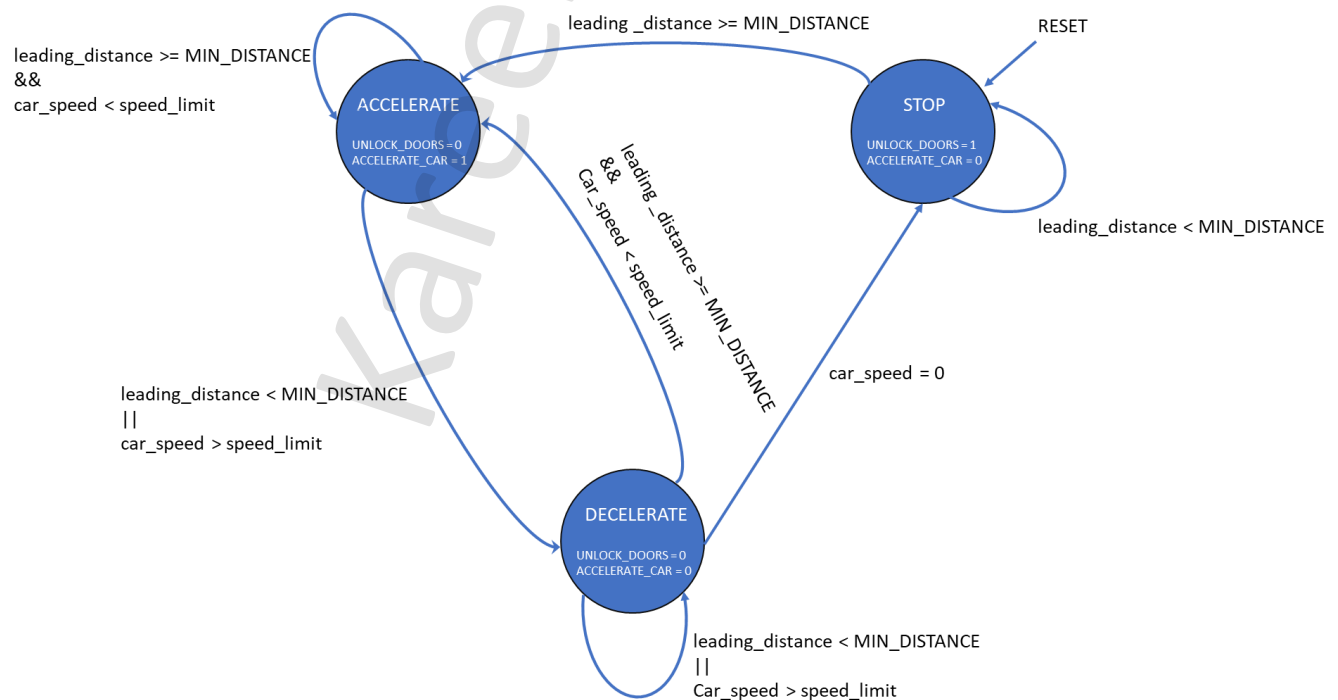 leading _distance >= MIN_DISTANCE
RESET
leading_distance >= MIN_DISTANCE
&&
car_speed < speed_limit
ACCELERATE
UNLOCK_DOORS = 0
ACCELERATE_CAR = 1
STOP
UNLOCK_DOORS = 1
ACCELERATE_CAR = 0
leading_distance < MIN_DISTANCE
leading _distance >= MIN_DISTANCE
&&
Car_speed < speed_limit
car_speed = 0
leading_distance < MIN_DISTANCE
||
car_speed > speed_limit
DECELERATE
UNLOCK_DOORS = 0
ACCELERATE_CAR = 0
leading_distance < MIN_DISTANCE
||
Car_speed > speed_limit